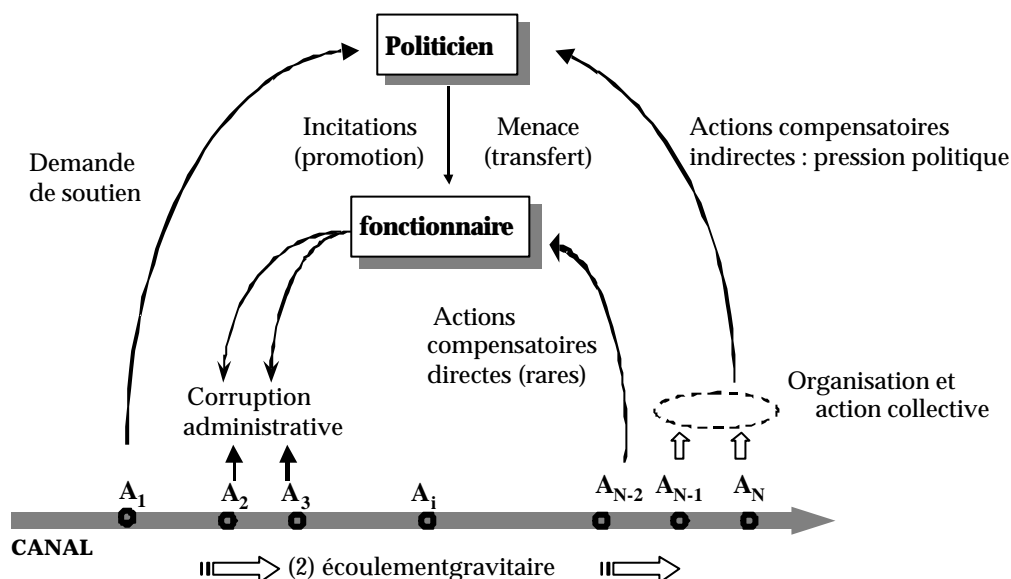 Politicien
Incitations
(promotion)
Menace
(transfert)
Actions compensatoires
indirectes : pression politique
Demande
de soutien
fonctionnaire
Actions
compensatoires
directes (rares)
Corruption
administrative
Organisation et
action collective
A1 A2 A3 Ai AN-2 AN-1 AN
CANAL
(2) écoulementgravitaire